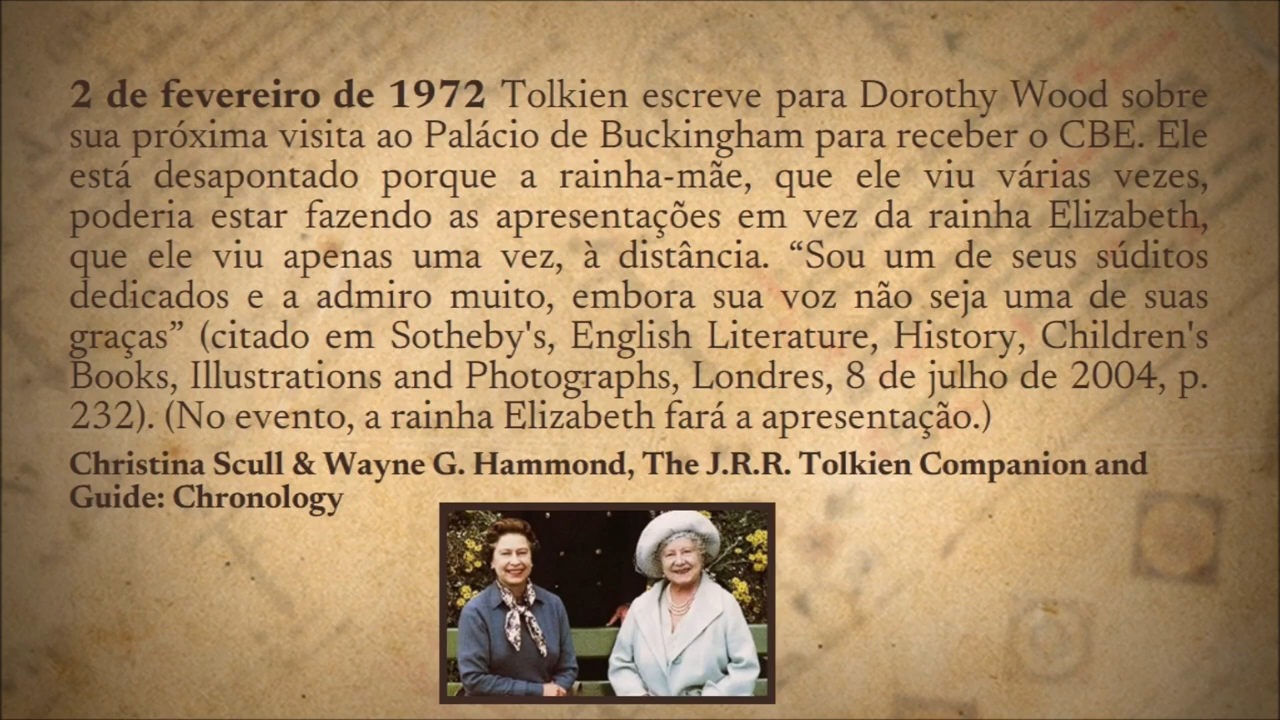 2 de fevereiro de 1972 Tolkien escreve para Dorothy Wood sobre
sua próxima visita ao Palácio de Buckingham para receber o CBE. Ele
está desapontado porque a rainha-mãe, que ele viu várias vezes,
poderia estar fazendo as apresentações em vez da rainha Elizabeth,
que ele viu apenas uma vez, à distância. “Sou um de seus súditos
dedicados e a admiro muito, embora sua voz não seja uma de suas
graças” (citado em Sotheby's, English Literature, History, Children's
Books, Illustrations and Photographs, Londres, 8 de julho de 2004, p.
232). (No evento, a rainha Elizabeth fará a apresentação.)
Christina Scull & Wayne G. Hammond, The J.R.R. Tolkien Companion and
Guide: Chronology